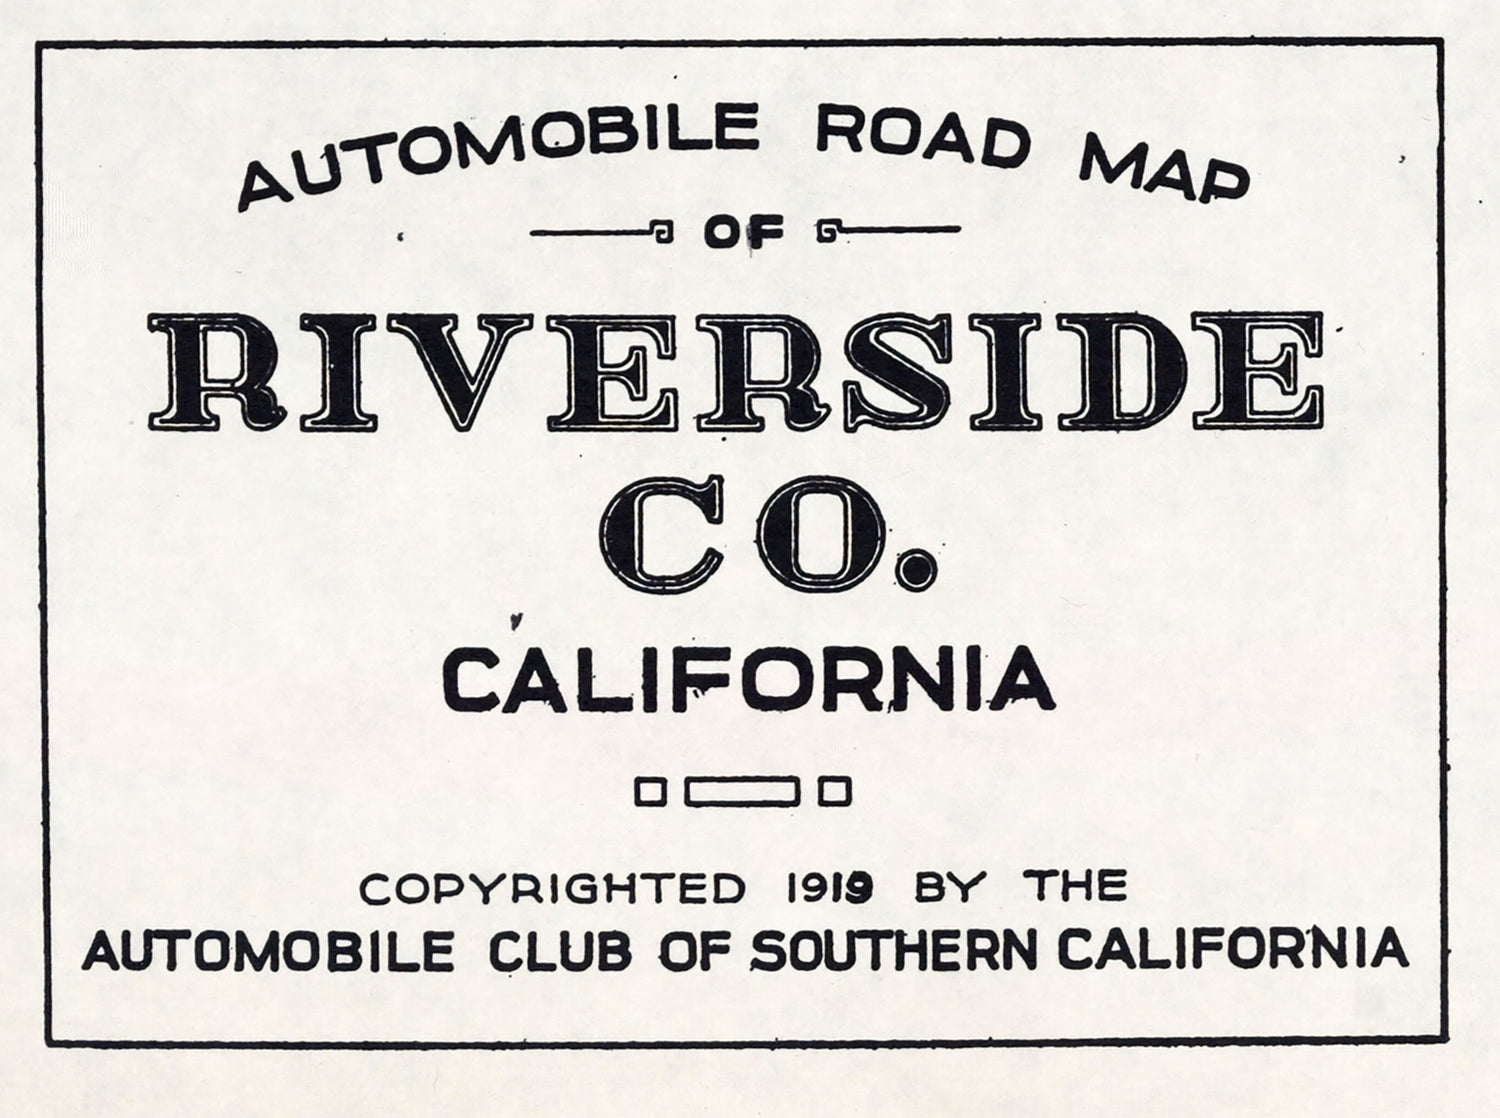 AUTOMOBILE ROAD MAP
OF
RIVERSIDE
CO.
CALIFORNIA
COPYRIGHTED 1919 BY THE
AUTOMOBILE CLUB OF SOUTHERN CALIFORNIA